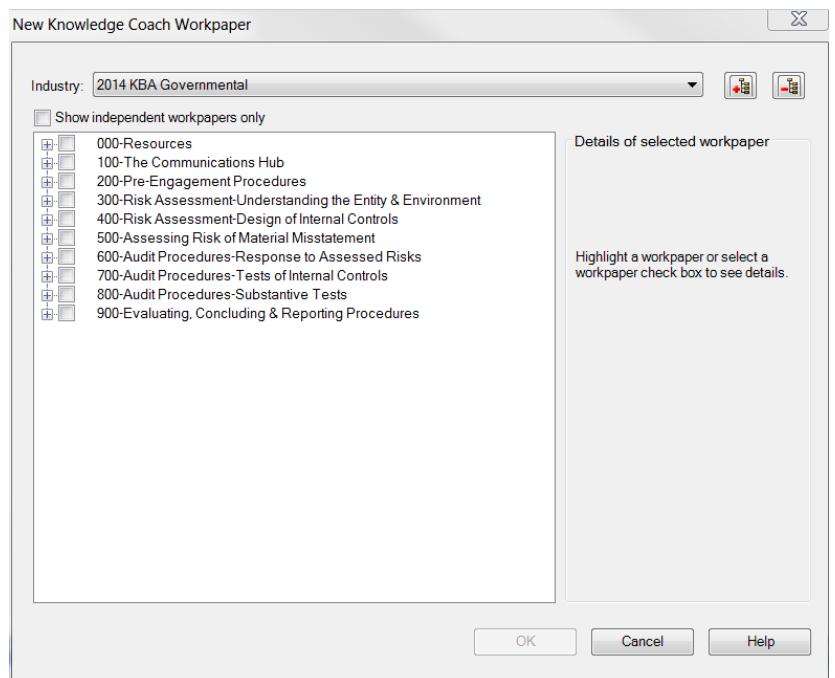 New Knowledge Coach Workpaper
Industry: 2014 KBA Governmental
Show independent workpapers only
000-Resources
100-The Communications Hub
200-Pre-Engagement Procedures
300-Risk Assessment-Understanding the Entity & Environment
400-Risk Assessment-Design of Internal Controls
500-Assessing Risk of Material Misstatement
600-Audit Procedures-Response to Assessed Risks
700-Audit Procedures-Tests of Internal Controls
800-Audit Procedures-Substantive Tests
900-Evaluating, Concluding & Reporting Procedures
Details of selected workpaper
Highlight a workpaper or select a
workpaper check box to see details.
OK Cancel Help